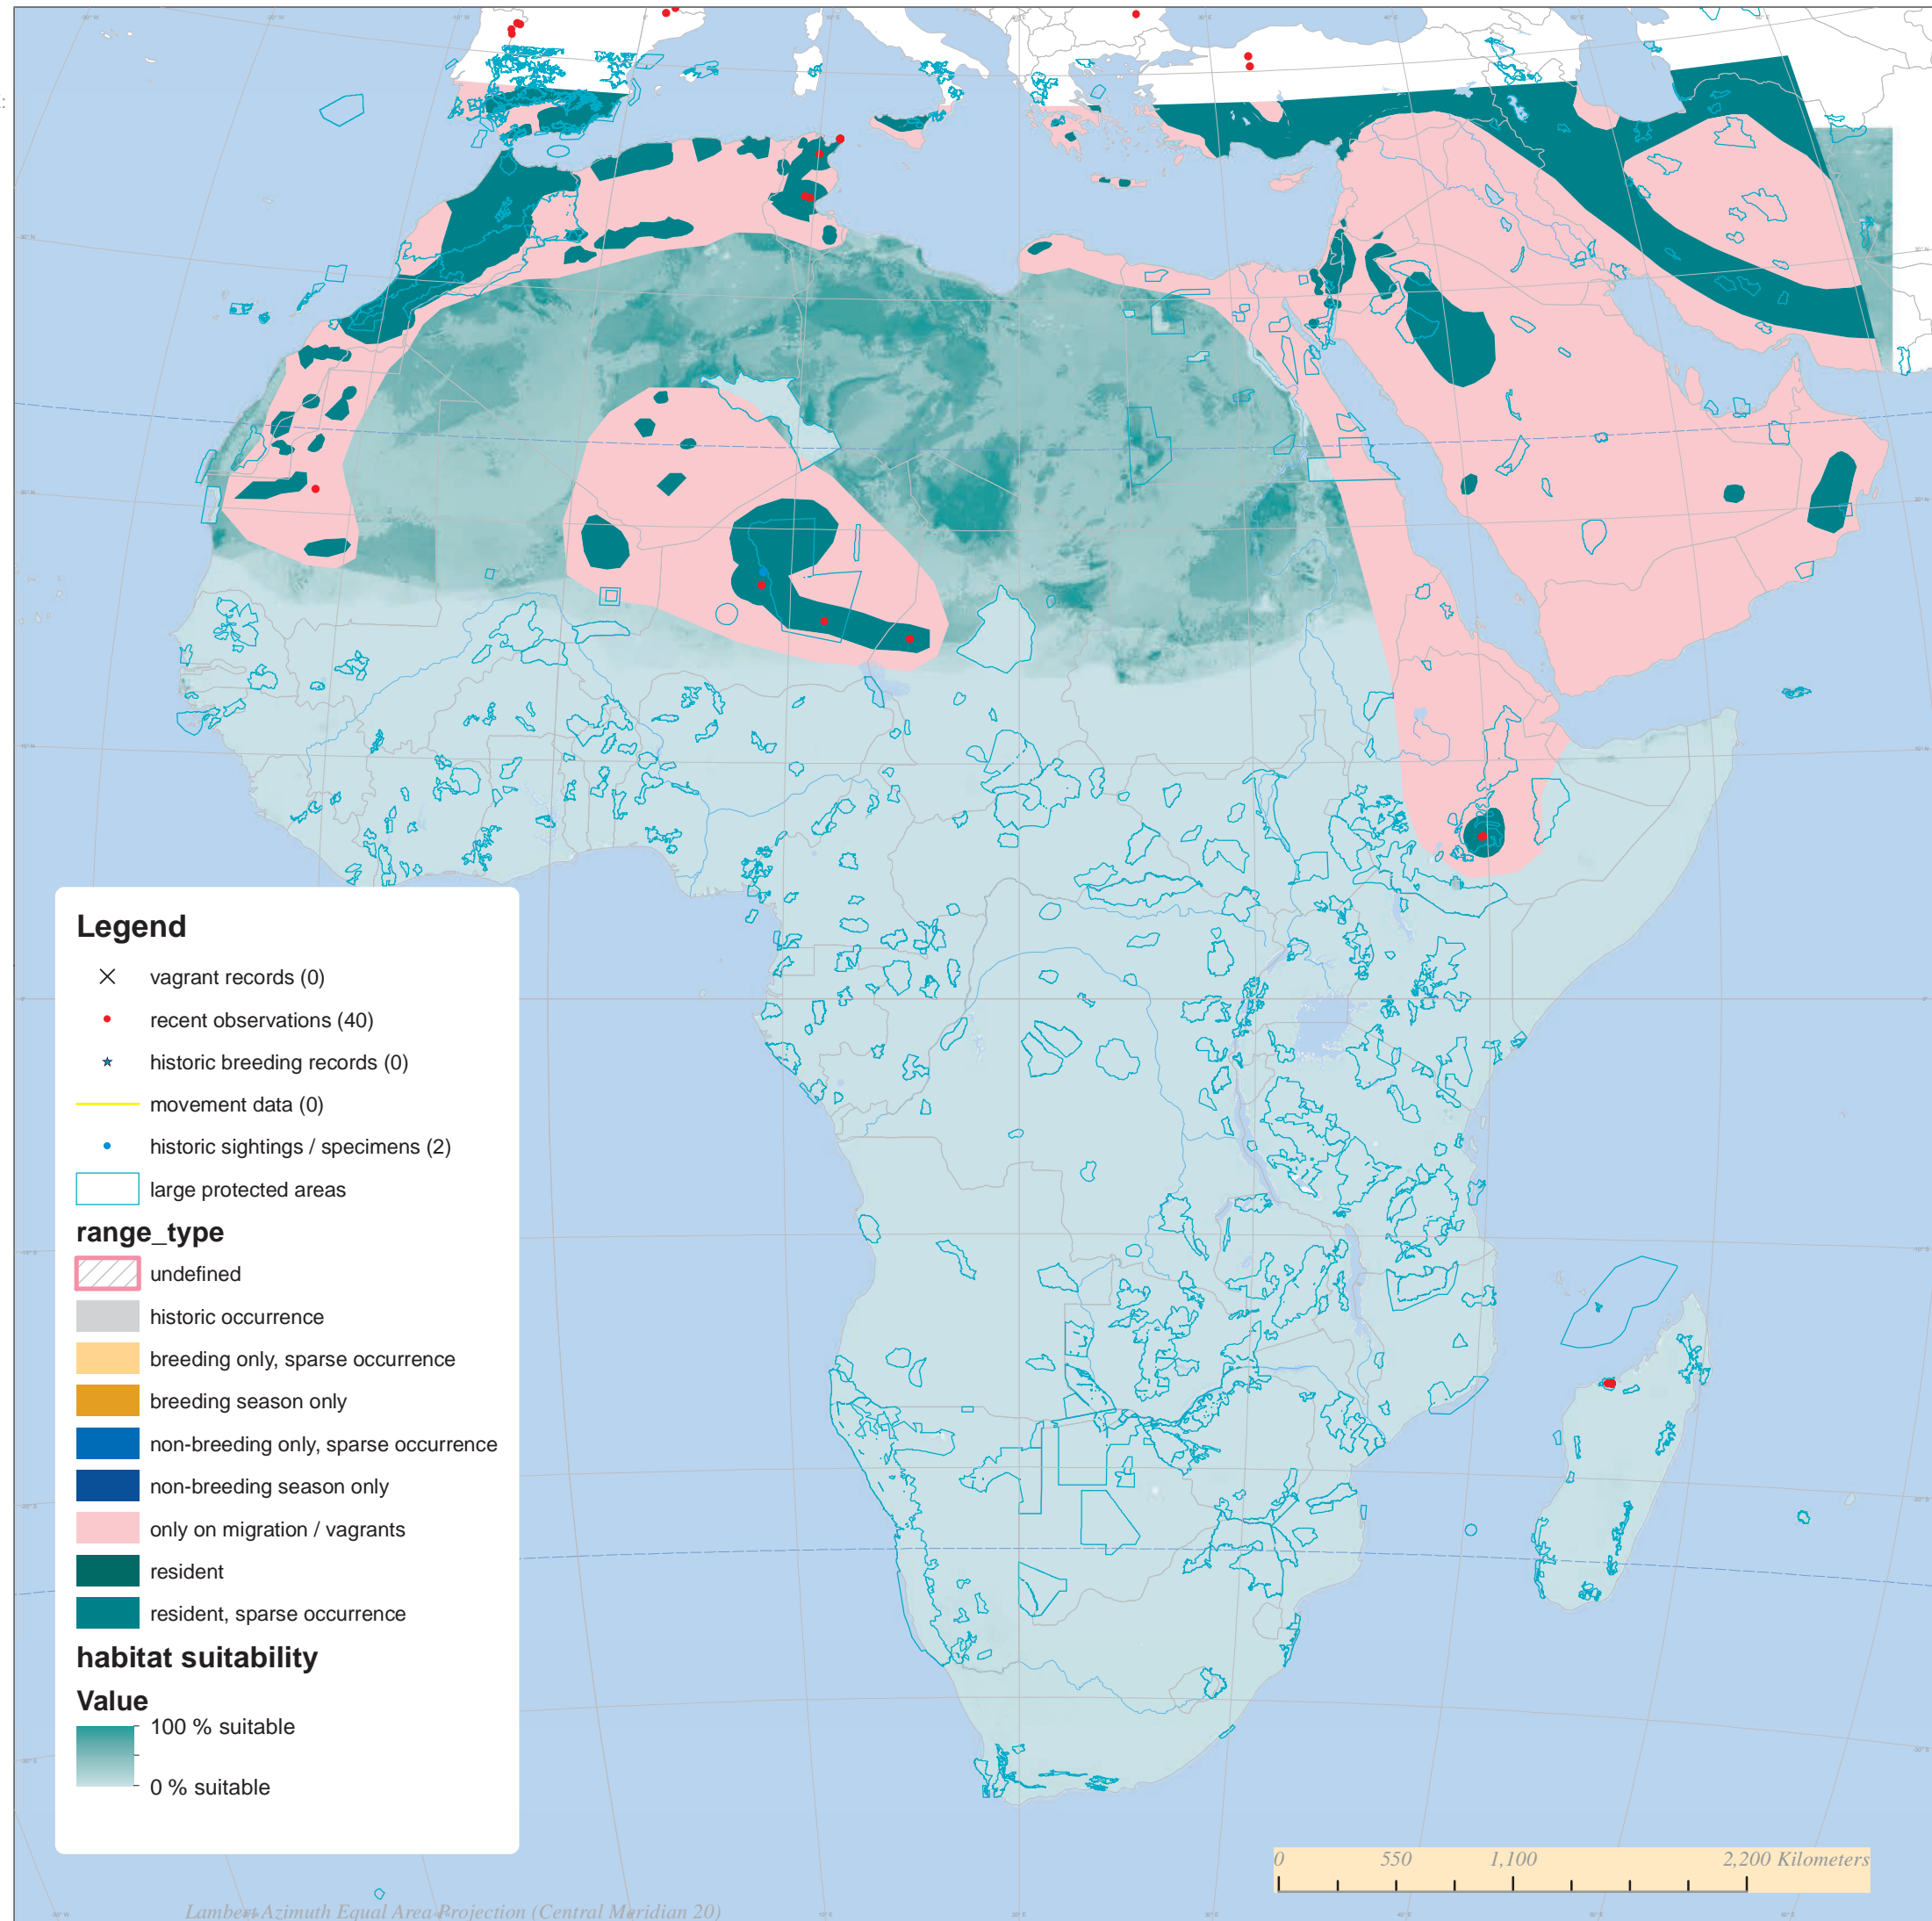 Legend
vagrant records (0)
recent observations (40)
historic breeding records (0)
movement data (0)
historic sightings / specimens (2)
large protected areas
range_type
undefined
historic occurrence
breeding only, sparse occurrence
breeding season only
non-breeding only, sparse occurrence
non-breeding season only
only on migration / vagrants
resident
resident, sparse occurrence
habitat suitability
Value
100 % suitable
0 % suitable
0 550 1,100 2,200 Kilometers
Lambert Azimuth Equal Area Projection (Central Meridian 20)